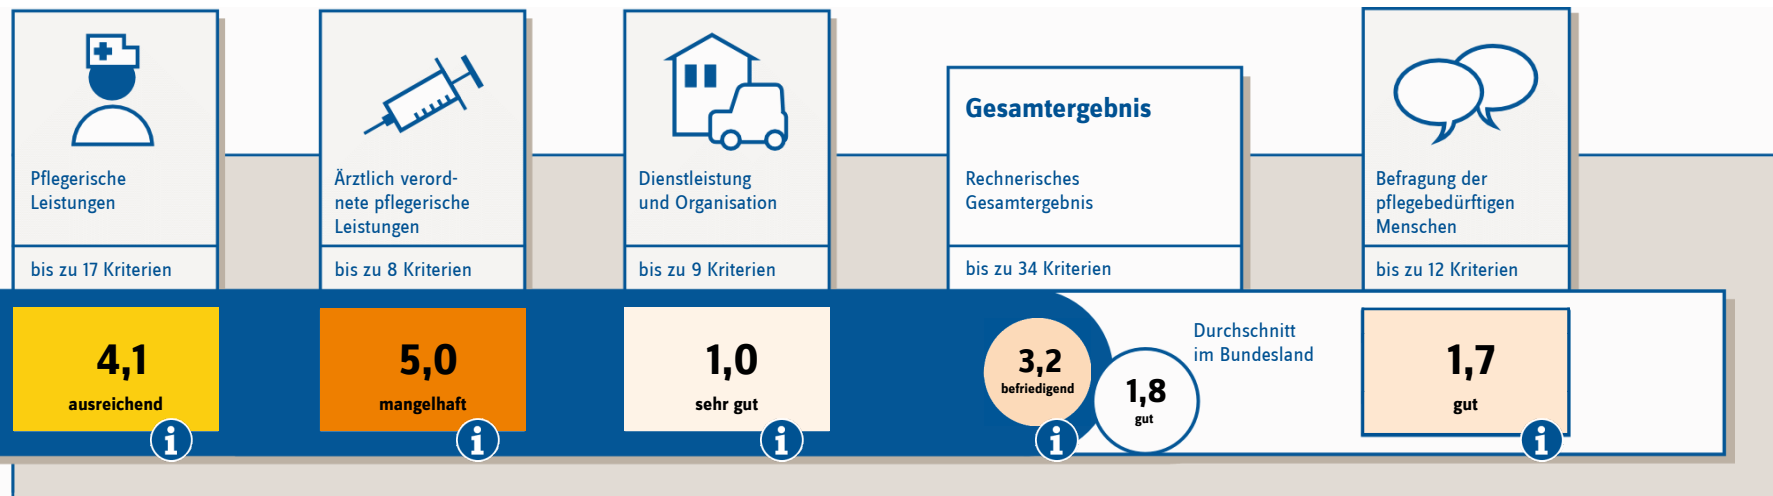 Pflegerische
Leistungen
bis zu 17 Kriterien
4,1
ausreichend
i
Ärztlich verord-
nete pflegerische
Leistungen
bis zu 8 Kriterien
5,0
mangelhaft
i
Dienstleistung
und Organisation
bis zu 9 Kriterien
1,0
sehr gut
i
Gesamtergebnis
Rechnerisches
Gesamtergebnis
bis zu 34 Kriterien
3,2
befriedigend
i
1,8
gut
Durchschnitt
im Bundesland
Befragung der
pflegebedürftigen
Menschen
bis zu 12 Kriterien
1,7
gut
i